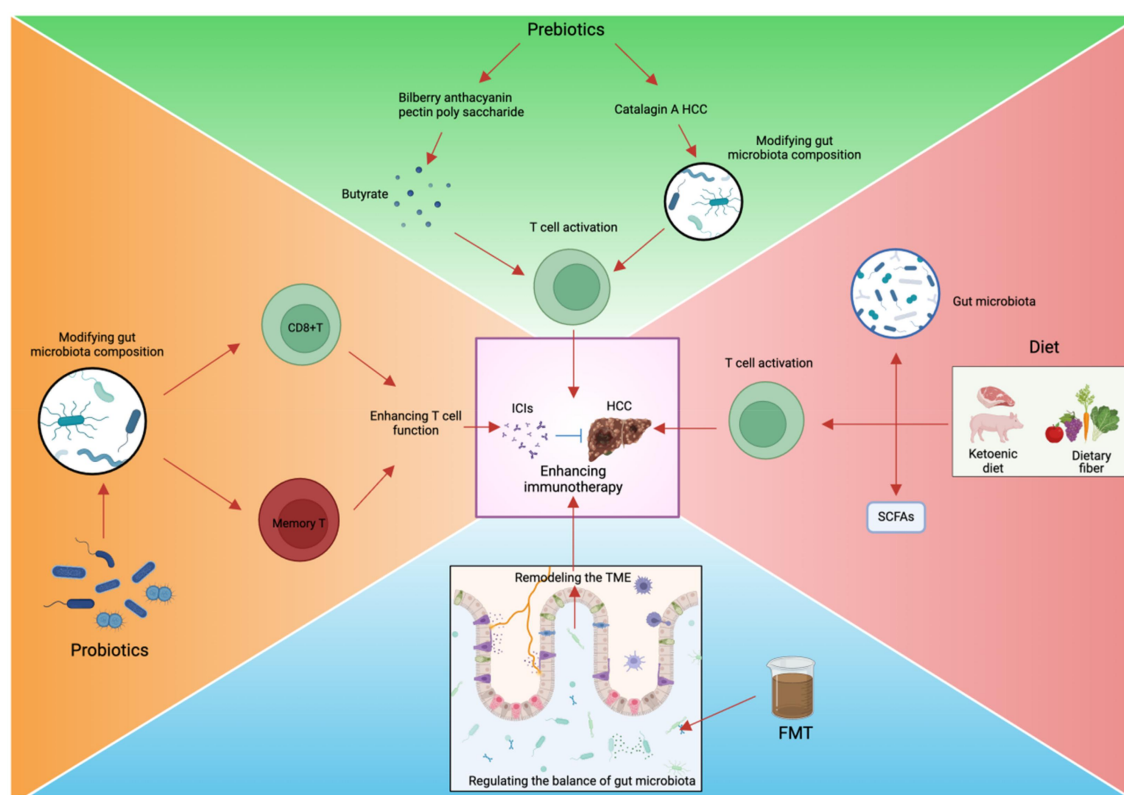 Prebiotics
Bilberry anthacyanin
pectin poly saccharide
Catalagin A HCC
Modifying gut
microbiota composition
Butyrate
T cell activation
Modifying gut
microbiota composition
CD8+T
Memory T
Enhancing T cell
function
Probiotics
ICIs
HCC
Enhancing
immunotherapy
T cell activation
Gut microbiota
Diet
Ketoenic
diet
Dietary
fiber
SCFAs
Remodeling the TME
Regulating the balance of gut microbiota
FMT